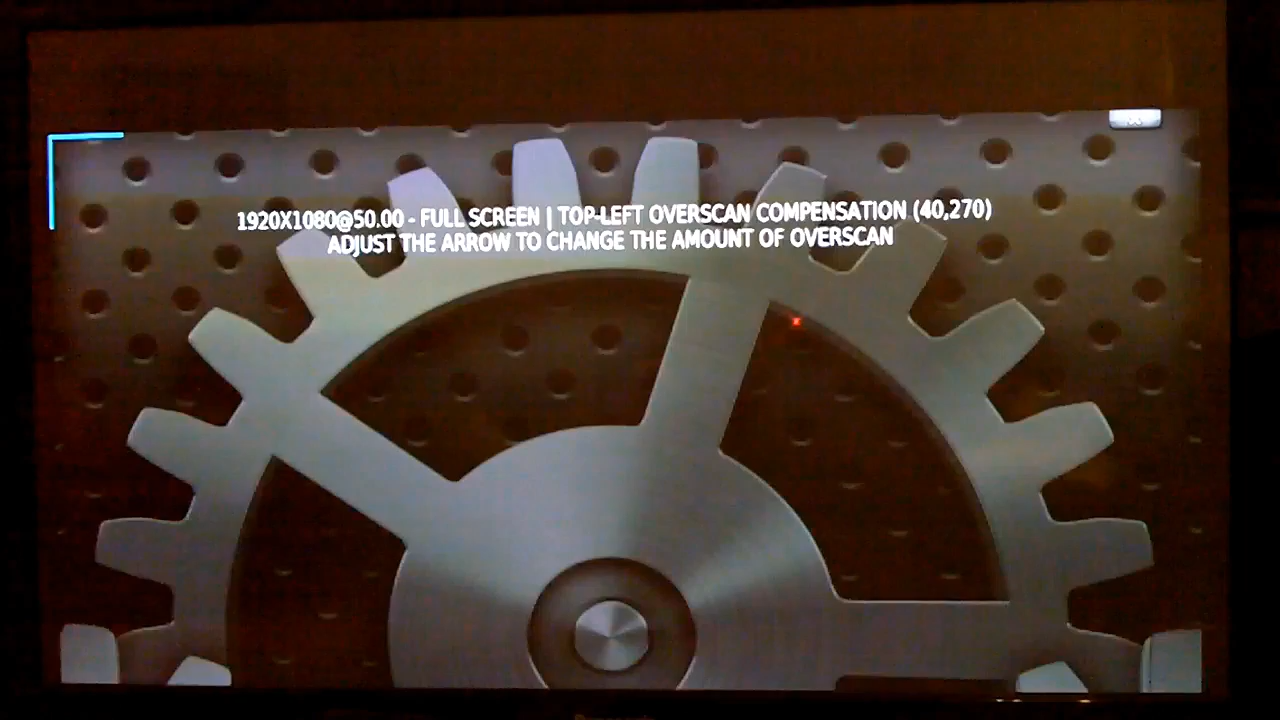 1920X1080@50.00 - FULL SCREEN | TOP-LEFT OVERSCAN COMPENSATION (40,270)
ADJUST THE ARROW TO CHANGE THE AMOUNT OF OVERSCAN